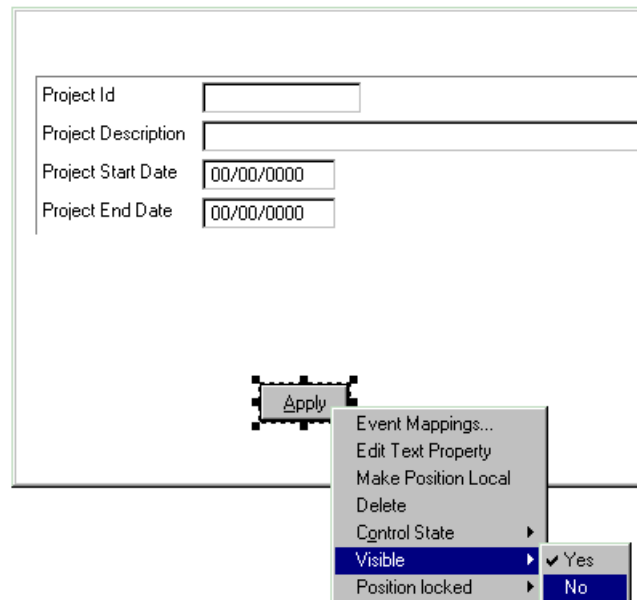 Project Id
Project Description
Project Start Date 00/00/0000
Project End Date 00/00/0000
Apply
Event Mappings...
Edit Text Property
Make Position Local
Delete
Control State
Visible
Yes
Position locked
No